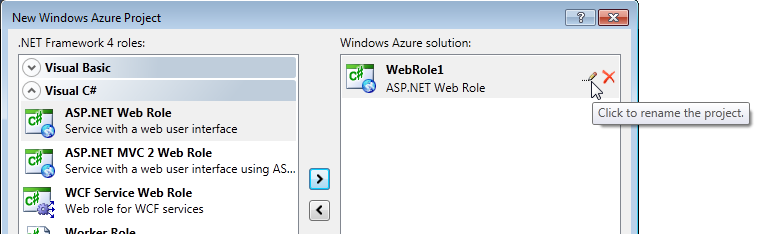 New Windows Azure Project
.NET Framework 4 roles:
Visual Basic
Visual C#
ASP.NET Web Role
Service with a web user interface
ASP.NET MVC 2 Web Role
Service with a web user interface using AS...
WCF Service Web Role
Web role for WCF services
Worker Role
Windows Azure solution:
WebRole1
ASP.NET Web Role
Click to rename the project.